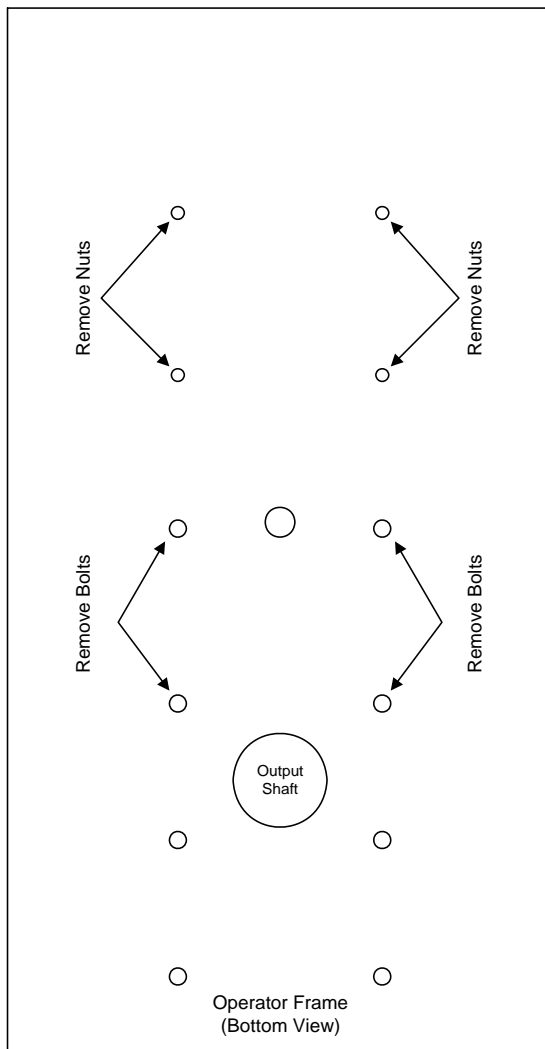 Remove Nuts
Remove Nuts
Remove Bolts
Remove Bolts
Output
Shaft
Operator Frame
(Bottom View)